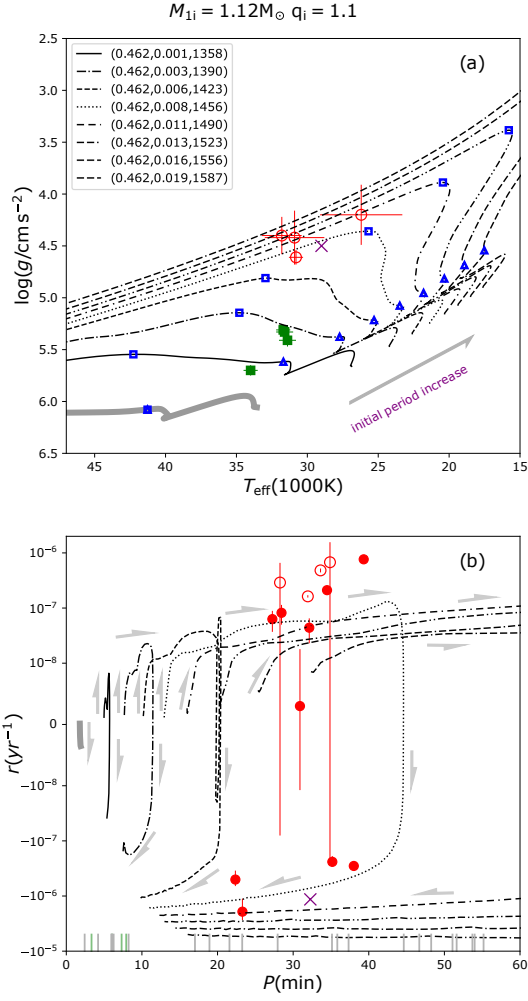 M₁ᵢ = 1.12M⊙ qᵢ = 1.1
(a)
(0.462,0.001,1358)
(0.462,0.003,1390)
(0.462,0.006,1423)
(0.462,0.008,1456)
(0.462,0.011,1490)
(0.462,0.013,1523)
(0.462,0.016,1556)
(0.462,0.019,1587)
2.5
3.0
3.5
4.0
4.5
5.0
5.5
6.0
6.5
log(g/cm s⁻²)
initial period increase
45 40 35 30 25 20 15
T_eff(1000K)
(b)
10⁻⁶
10⁻⁷
10⁻⁸
0
−10⁻⁸
−10⁻⁷
−10⁻⁶
−10⁻⁵
r(yr⁻¹)
0 10 20 30 40 50 60
P(min)